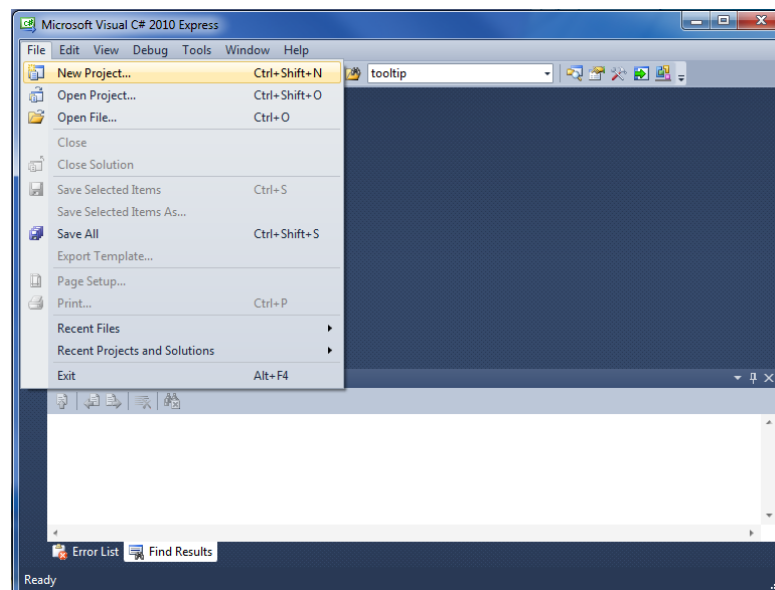 Microsoft Visual C# 2010 Express
File Edit View Debug Tools Window Help
tooltip
New Project... Ctrl+Shift+N
Open Project... Ctrl+Shift+O
Open File... Ctrl+O
Close
Close Solution
Save Selected Items Ctrl+S
Save Selected Items As...
Save All Ctrl+Shift+S
Export Template...
Page Setup...
Print... Ctrl+P
Recent Files
Recent Projects and Solutions
Exit Alt+F4
Error List Find Results
Ready